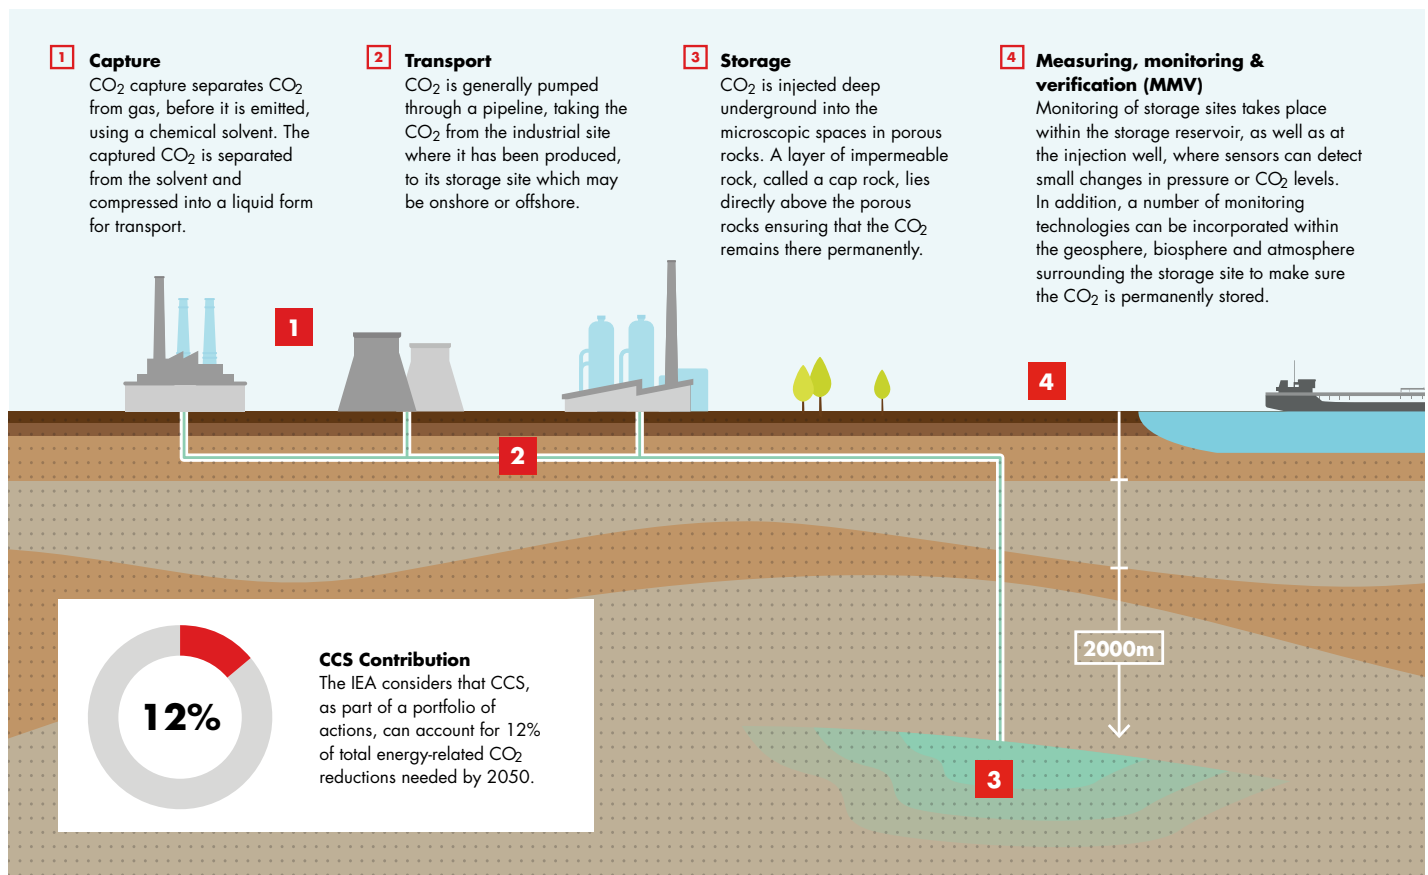 1 Capture
CO2 capture separates CO2
from gas, before it is emitted,
using a chemical solvent. The
captured CO2 is separated
from the solvent and
compressed into a liquid form
for transport.
2 Transport
CO2 is generally pumped
through a pipeline, taking the
CO2 from the industrial site
where it has been produced,
to its storage site which may
be onshore or offshore.
3 Storage
CO2 is injected deep
underground into the
microscopic spaces in porous
rocks. A layer of impermeable
rock, called a cap rock, lies
directly above the porous
rocks ensuring that the CO2
remains there permanently.
4 Measuring, monitoring &
verification (MMV)
Monitoring of storage sites takes place
within the storage reservoir, as well as at
the injection well, where sensors can detect
small changes in pressure or CO2 levels.
In addition, a number of monitoring
technologies can be incorporated within
the geosphere, biosphere and atmosphere
surrounding the storage site to make sure
the CO2 is permanently stored.
1
4
2
2000m
3
12%
CCS Contribution
The IEA considers that CCS,
as part of a portfolio of
actions, can account for 12%
of total energy-related CO2
reductions needed by 2050.